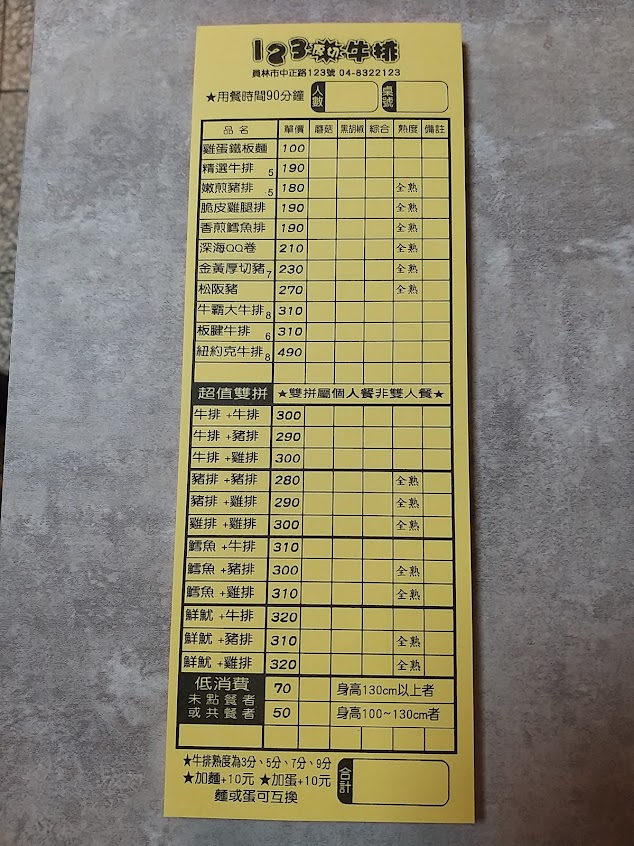 123厚切牛排
員林市中正路123號 04-8322123
★用餐時間90分鐘 人數 桌號
品名 單價 蘑菇 黑胡椒 綜合 熟度 備註
雞蛋鐵板麵 100
精選牛排 5 190
嫩煎豬排 5 180 全熟
脆皮雞腿排 190 全熟
香煎鱈魚排 190 全熟
深海QQ卷 210 全熟
金黃厚切豬 7 230 全熟
松阪豬 270 全熟
牛霸大牛排 8 310
板腱牛排 6 310
紐約克牛排 8 490
超值雙拼 ★雙拼屬個人餐非雙人餐★
牛排+牛排 300
牛排+豬排 290
牛排+雞排 300
豬排+豬排 280 全熟
豬排+雞排 290 全熟
雞排+雞排 300 全熟
鱈魚+牛排 310
鱈魚+豬排 300 全熟
鱈魚+雞排 310 全熟
鮮魷+牛排 320
鮮魷+豬排 310 全熟
鮮魷+雞排 320 全熟
低消費
未點餐者
或共餐者
70 身高130cm以上者
50 身高100~130cm者
★牛排熟度為3分、5分、7分、9分
★加麵+10元 ★加蛋+10元
麵或蛋可互換
合計